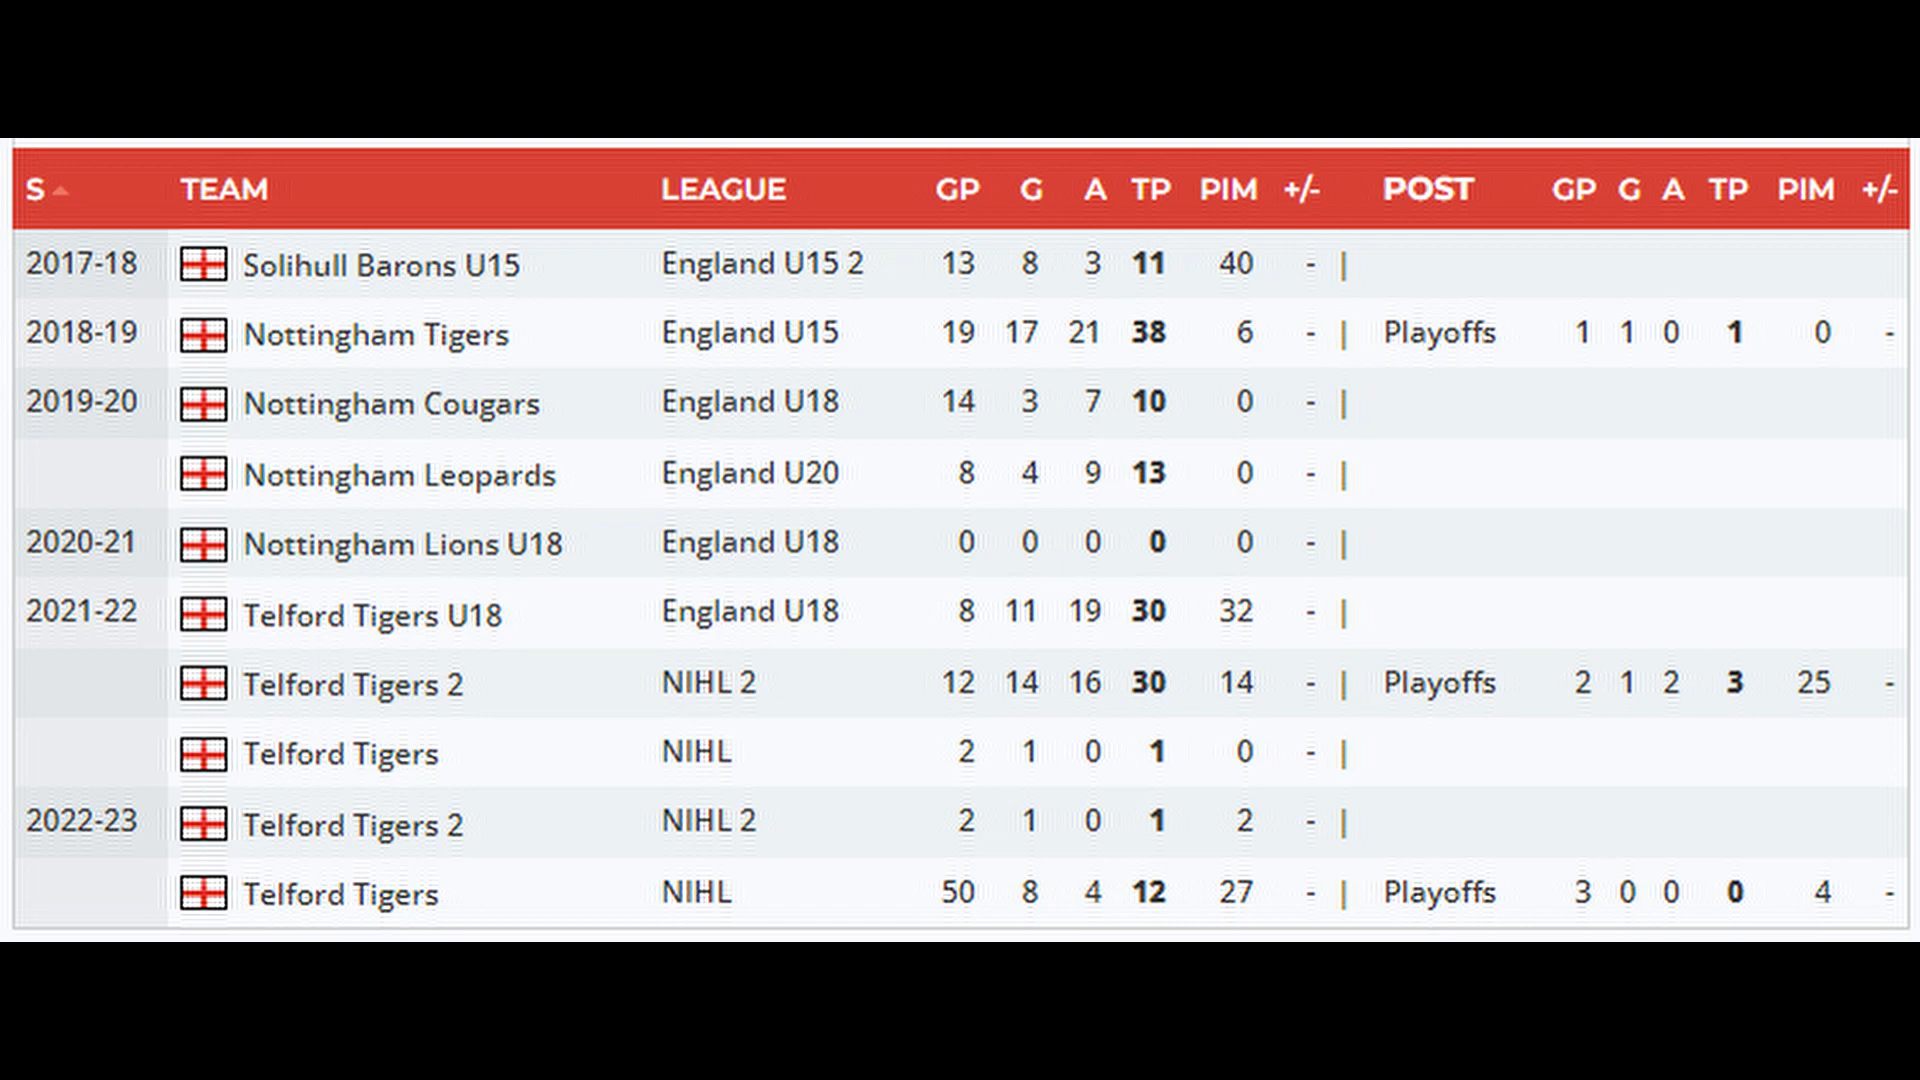 S TEAM LEAGUE GP G A TP PIM +/- POST GP G A TP PIM +/-
2017-18 Solihull Barons U15 England U15 2 13 8 3 11 40 - |
2018-19 Nottingham Tigers England U15 19 17 21 38 6 - | Playoffs 1 1 0 1 0 -
2019-20 Nottingham Cougars England U18 14 3 7 10 0 - |
Nottingham Leopards England U20 8 4 9 13 0 - |
2020-21 Nottingham Lions U18 England U18 0 0 0 0 0 - |
2021-22 Telford Tigers U18 England U18 8 11 19 30 32 - |
Telford Tigers 2 NIHL 2 12 14 16 30 14 - | Playoffs 2 1 2 3 25 -
Telford Tigers NIHL 2 1 0 1 0 - |
2022-23 Telford Tigers 2 NIHL 2 2 1 0 1 2 - |
Telford Tigers NIHL 50 8 4 12 27 - | Playoffs 3 0 0 0 4 -